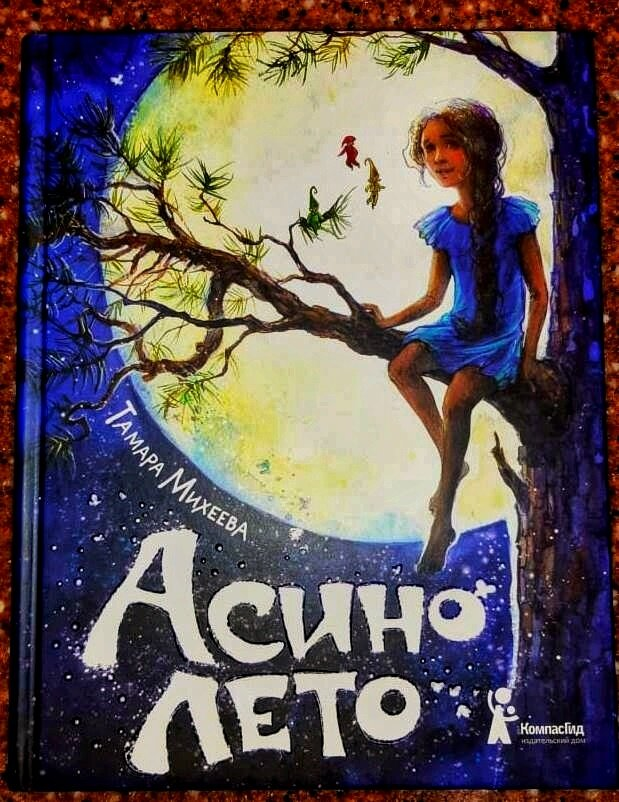 Тамара Михеева
Асино
лето
КомпасГид
издательский дом